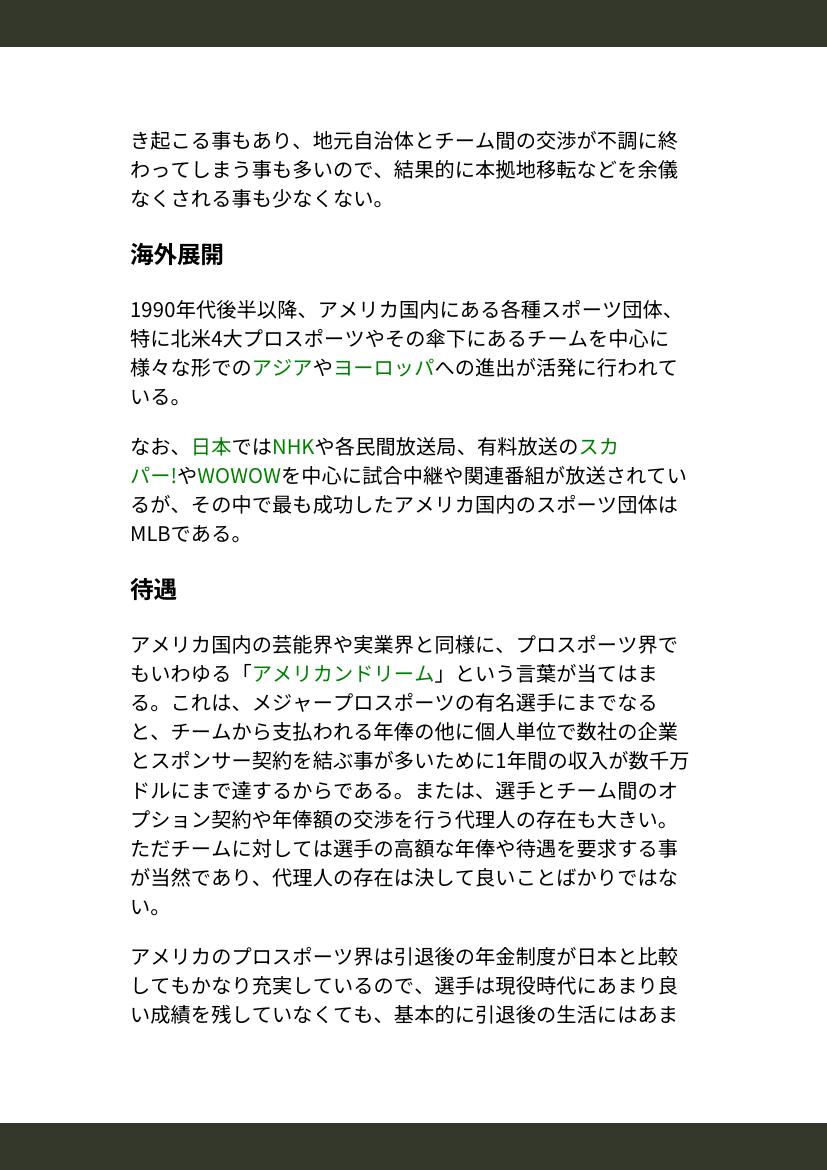 き起こる事もあり、地元自治体とチーム間の交渉が不調に終
わってしまう事も多いので、結果的に本拠地移転などを余儀
なくされる事も少なくない。
海外展開
1990年代後半以降、アメリカ国内にある各種スポーツ団体、
特に北米4大プロスポーツやその傘下にあるチームを中心に
様々な形でのアジアやヨーロッパへの進出が活発に行われて
いる。
なお、日本ではNHKや各民間放送局、有料放送のスカ
パー!やWOWOWを中心に試合中継や関連番組が放送されてい
るが、その中で最も成功したアメリカ国内のスポーツ団体は
MLBである。
待遇
アメリカ国内の芸能界や実業界と同様に、プロスポーツ界で
もいわゆる「アメリカンドリーム」という言葉が当てはま
る。これは、メジャープロスポーツの有名選手にまでなる
と、チームから支払われる年俸の他に個人単位で数社の企業
とスポンサー契約を結ぶ事が多いために1年間の収入が数千万
ドルにまで達するからである。または、選手とチーム間のオ
プション契約や年俸額の交渉を行う代理人の存在も大きい。
ただチームに対しては選手の高額な年俸や待遇を要求する事
が当然であり、代理人の存在は決して良いことばかりではな
い。
アメリカのプロスポーツ界は引退後の年金制度が日本と比較
してもかなり充実しているので、選手は現役時代にあまり良
い成績を残していなくても、基本的に引退後の生活にはあま